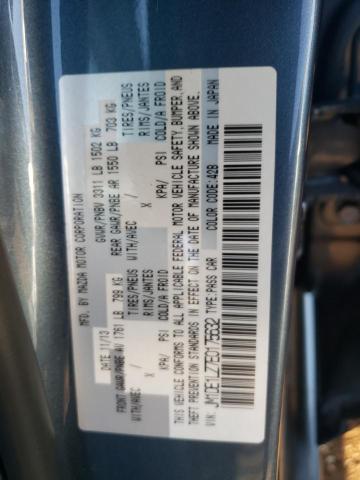 MFD. BY MAZDA MOTOR CORPORATION
DATE: 11/13 GVWR/PNBV 3311 LB 1502 KG
FRONT GAWR/PNBE AV 1761 LB 799 KG REAR GAWR/PNBE AR 1550 LB 703 KG
WITH/AVEC TIRES/PNEUS WITH/AVEC TIRES/PNEUS
/ X RIMS/JANTES / X RIMS/JANTES
KPA/ PSI COLD/A FROID KPA/ PSI COLD/A FROID
THIS VEHICLE CONFORMS TO ALL APPLICABLE FEDERAL MOTOR VEHICLE SAFETY, BUMPER, AND
THEFT PREVENTION STANDARDS IN EFFECT ON THE DATE OF MANUFACTURE SHOWN ABOVE.
VIN: JM1DE1LZ7E0175632 TYPE:PASS CAR COLOR CODE:42B MADE IN JAPAN